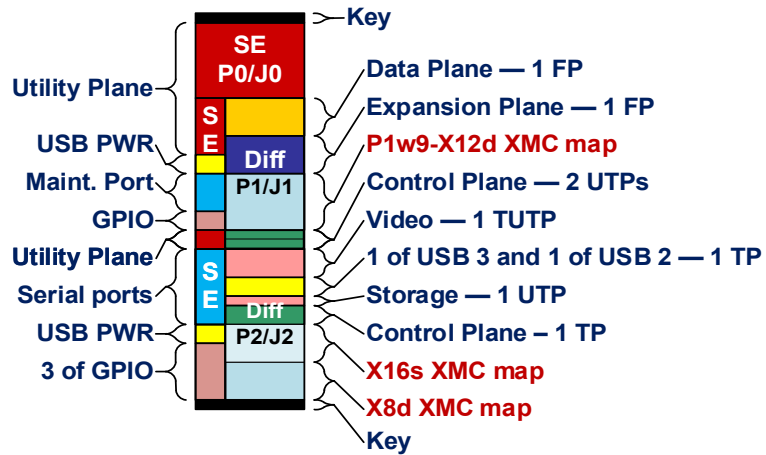 Key
SE
P0/J0
Utility Plane
Data Plane — 1 FP
S
E
Expansion Plane — 1 FP
USB PWR
Diff
P1w9-X12d XMC map
Maint. Port
P1/J1
Control Plane — 2 UTPs
GPIO
Video — 1 TUTP
Utility Plane
1 of USB 3 and 1 of USB 2 — 1 TP
S
E
Serial ports
Storage — 1 UTP
Diff
USB PWR
P2/J2
Control Plane – 1 TP
3 of GPIO
X16s XMC map
X8d XMC map
Key